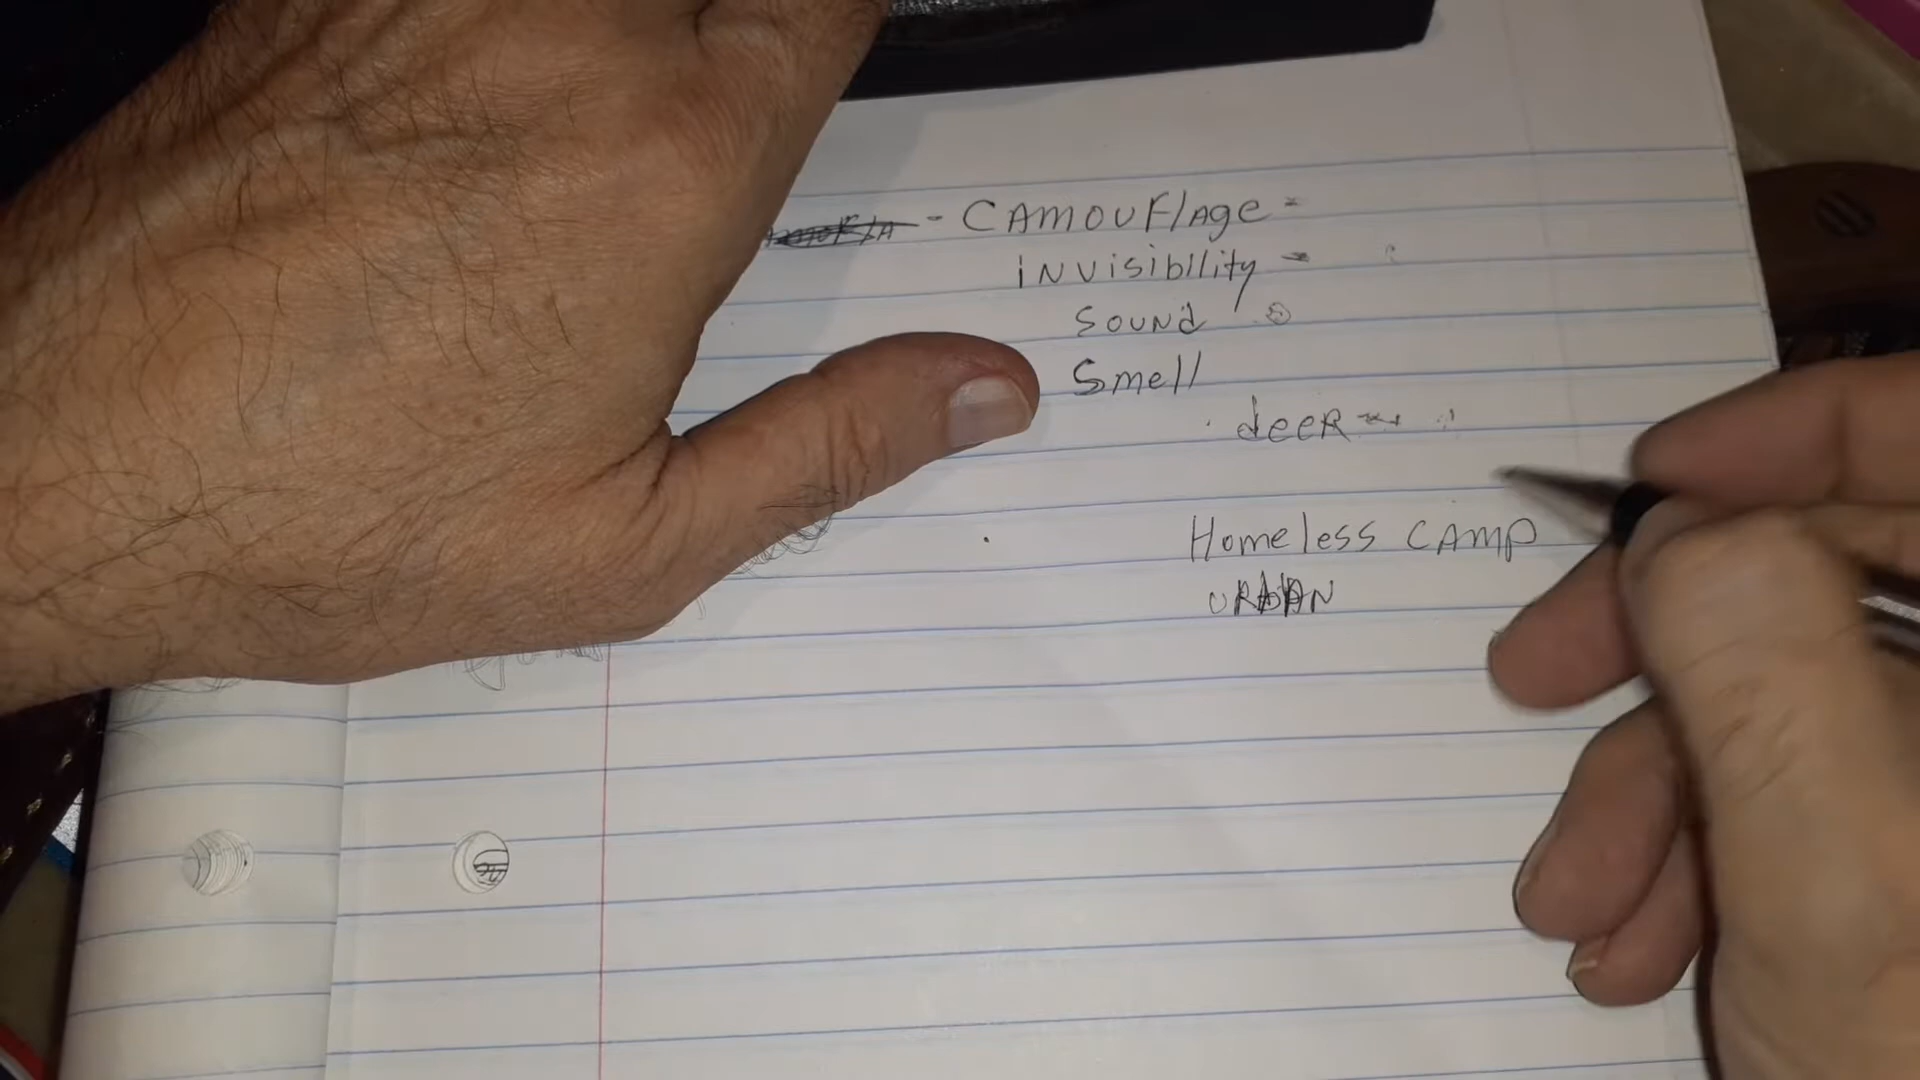 - CAMOUFlAge -
iNvisibility -
SOUNd
Smell
deeR
Homeless CAMP
URBAN